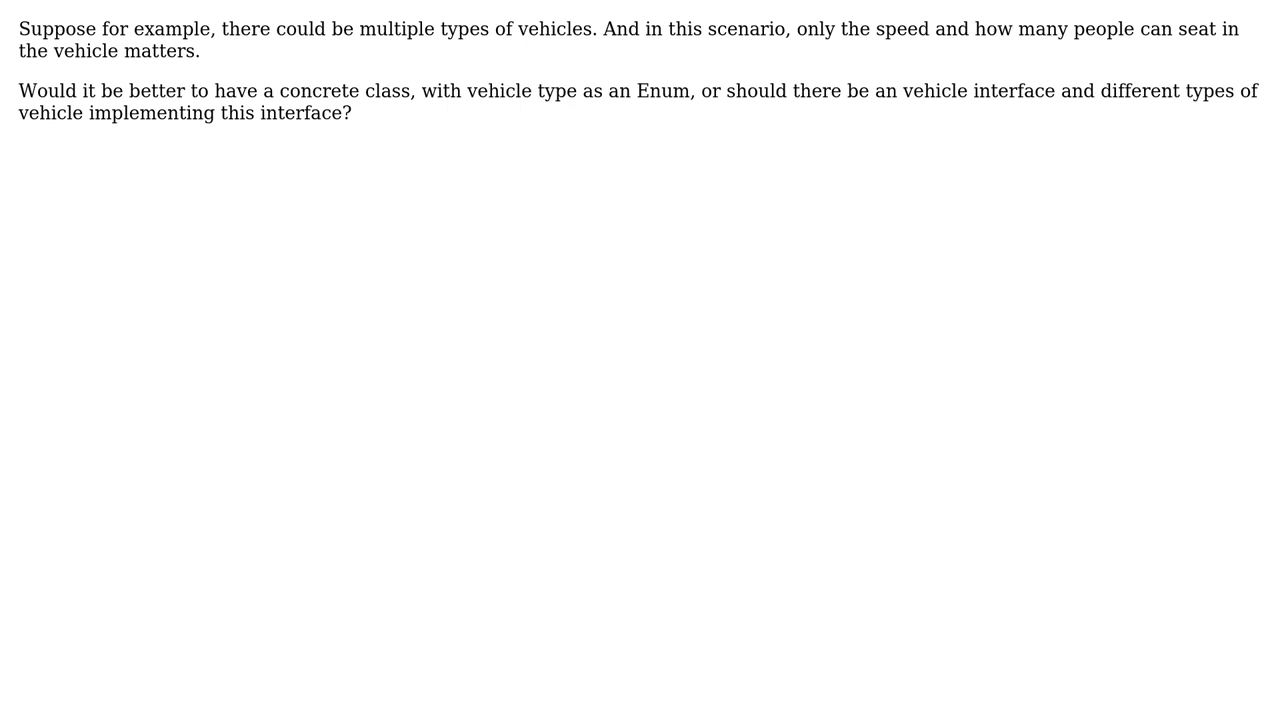 Suppose for example, there could be multiple types of vehicles. And in this scenario, only the speed and how many people can seat in
the vehicle matters.
Would it be better to have a concrete class, with vehicle type as an Enum, or should there be an vehicle interface and different types of
vehicle implementing this interface?